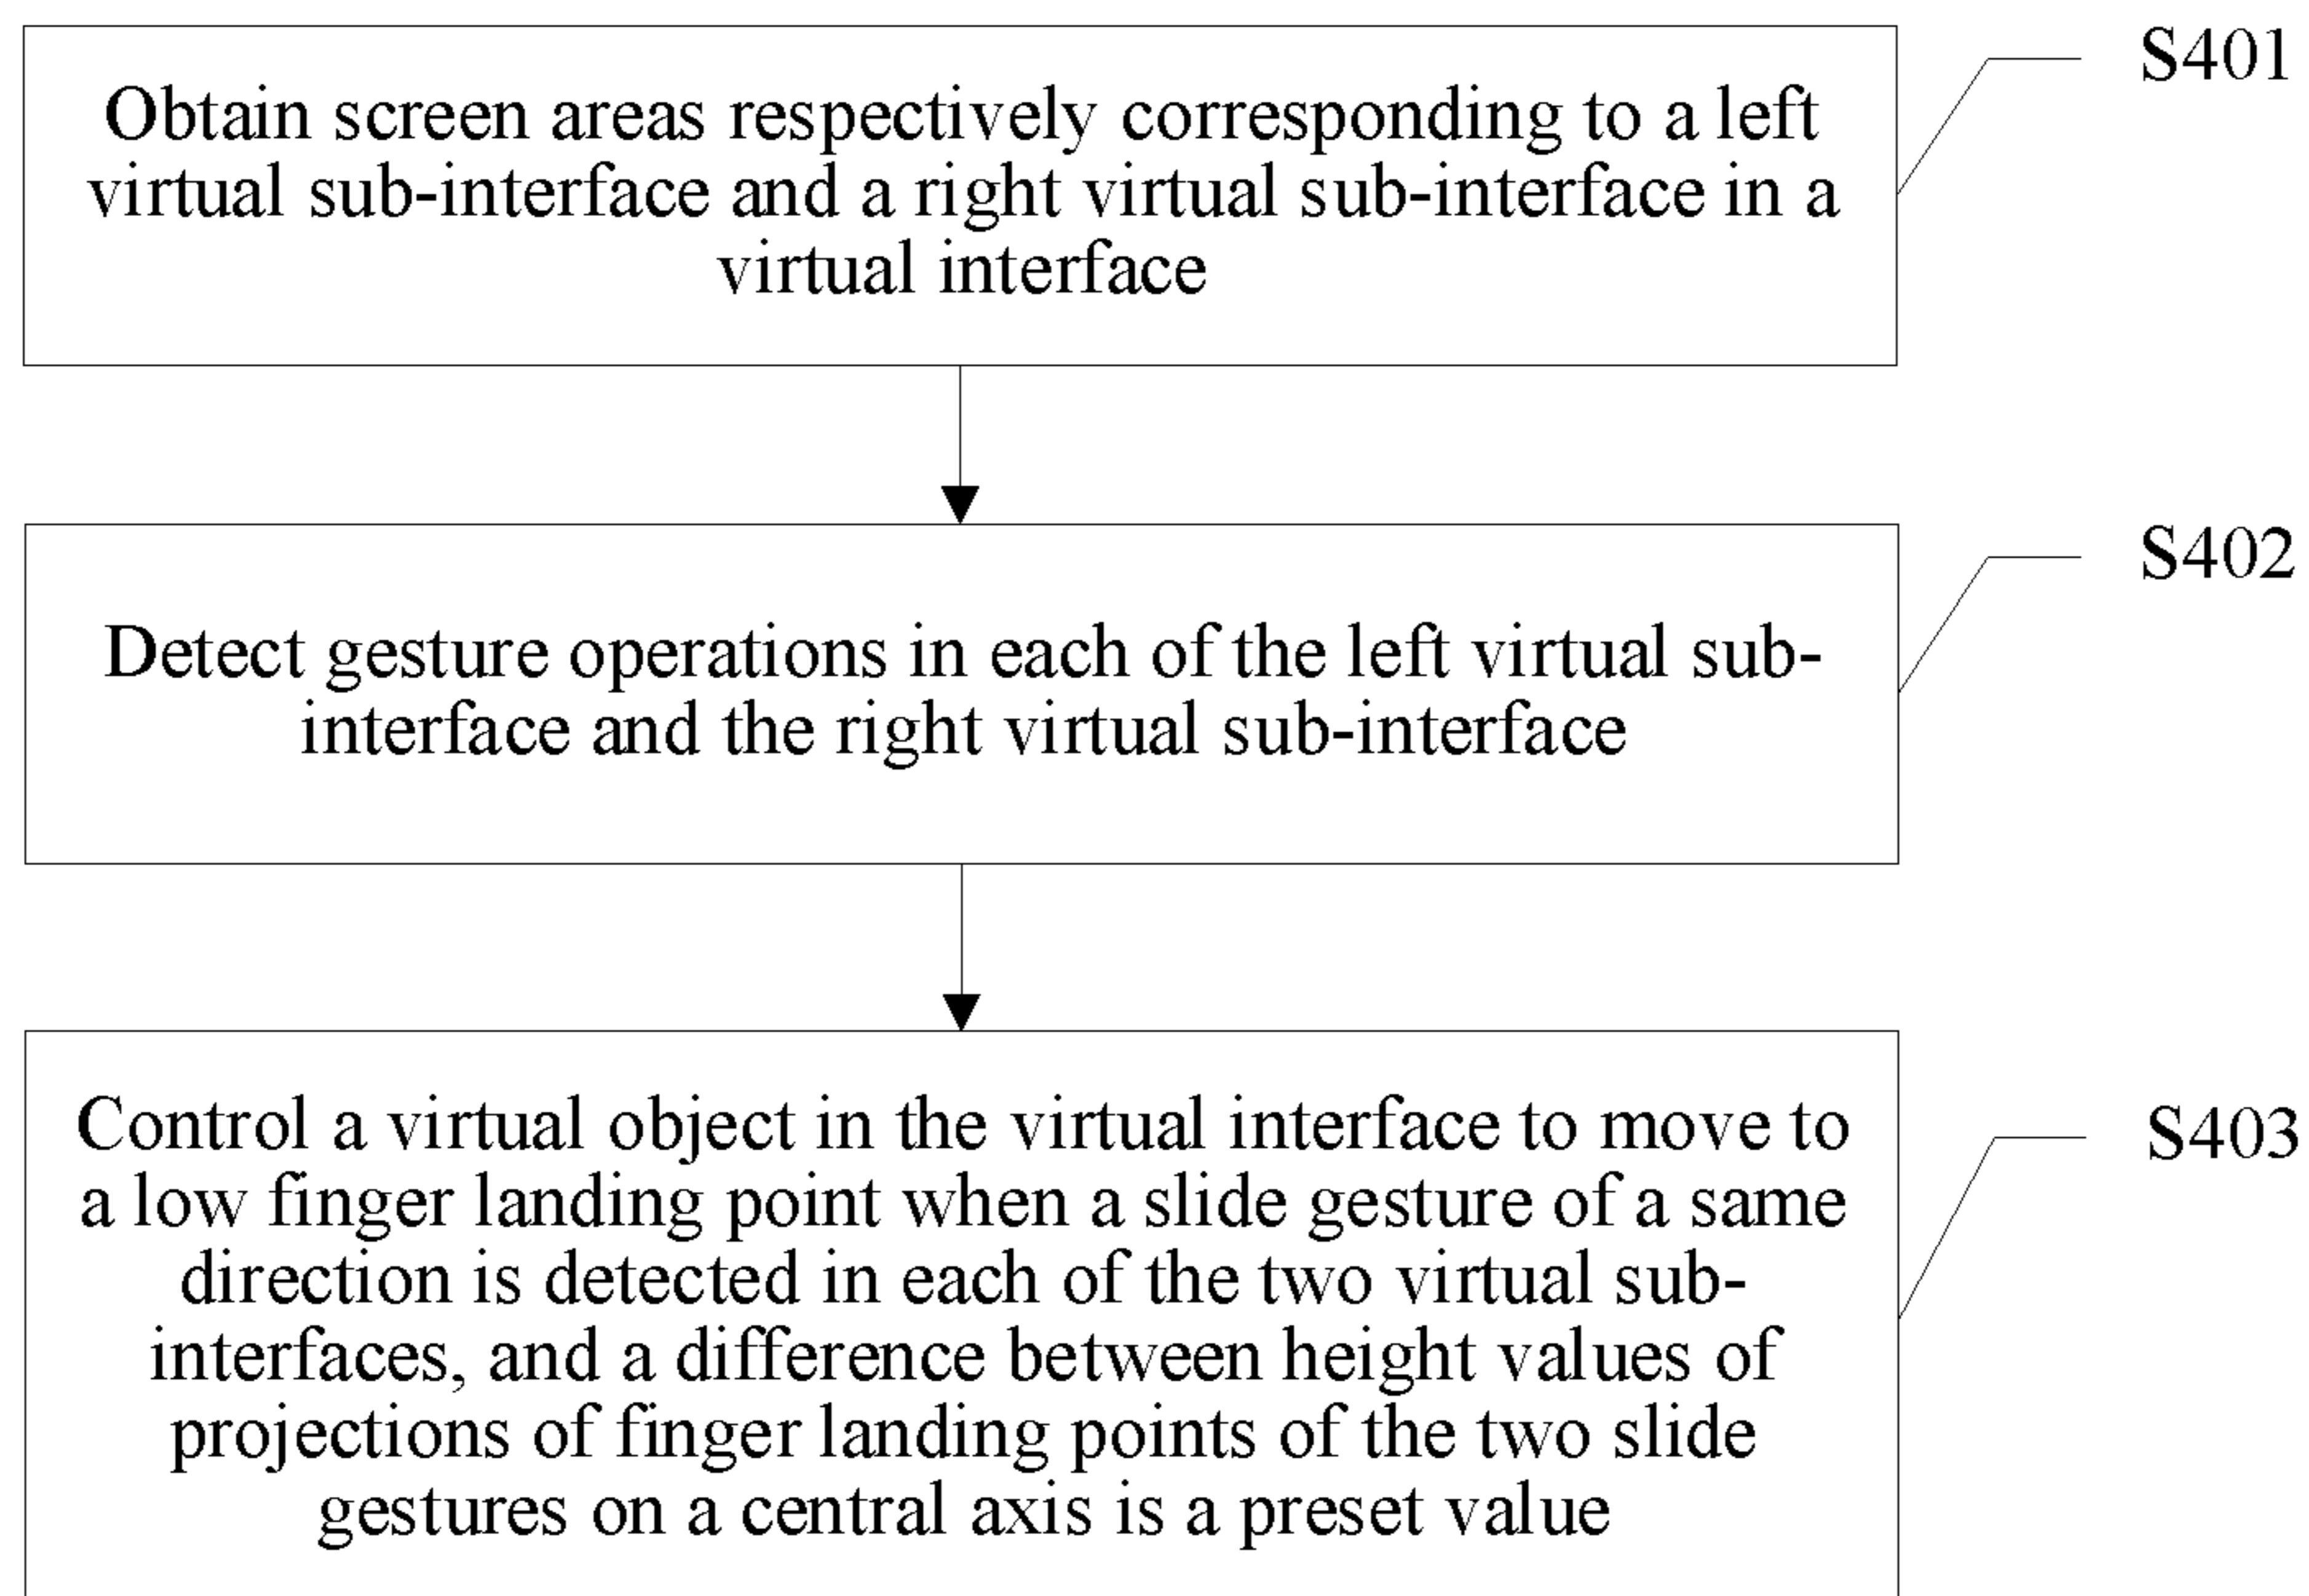 S401
Obtain screen areas respectively corresponding to a left
virtual sub-interface and a right virtual sub-interface in a
virtual interface
S402
Detect gesture operations in each of the left virtual sub-
interface and the right virtual sub-interface
S403
Control a virtual object in the virtual interface to move to
a low finger landing point when a slide gesture of a same
direction is detected in each of the two virtual sub-
interfaces, and a difference between height values of
projections of finger landing points of the two slide
gestures on a central axis is a preset value